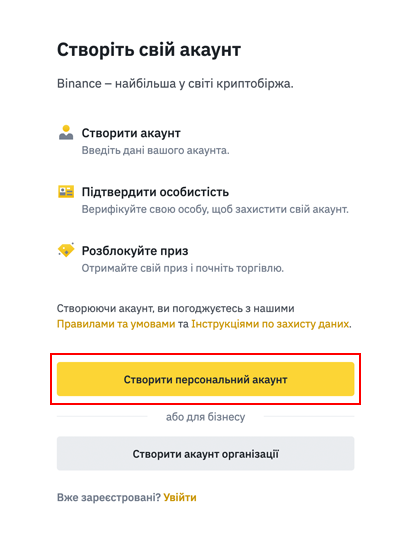 Створіть свій акаунт
Binance – найбільша у світі криптобіржа.
Створити акаунт
Введіть дані вашого акаунта.
Підтвердити особистість
Верифікуйте свою особу, щоб захистити свій акаунт.
Розблокуйте приз
Отримайте свій приз і почніть торгівлю.
Створюючи акаунт, ви погоджуєтесь з нашими
Правилами та умовами та Інструкціями по захисту даних.
Створити персональний акаунт
або для бізнесу
Створити акаунт організації
Вже зареєстровані? Увійти